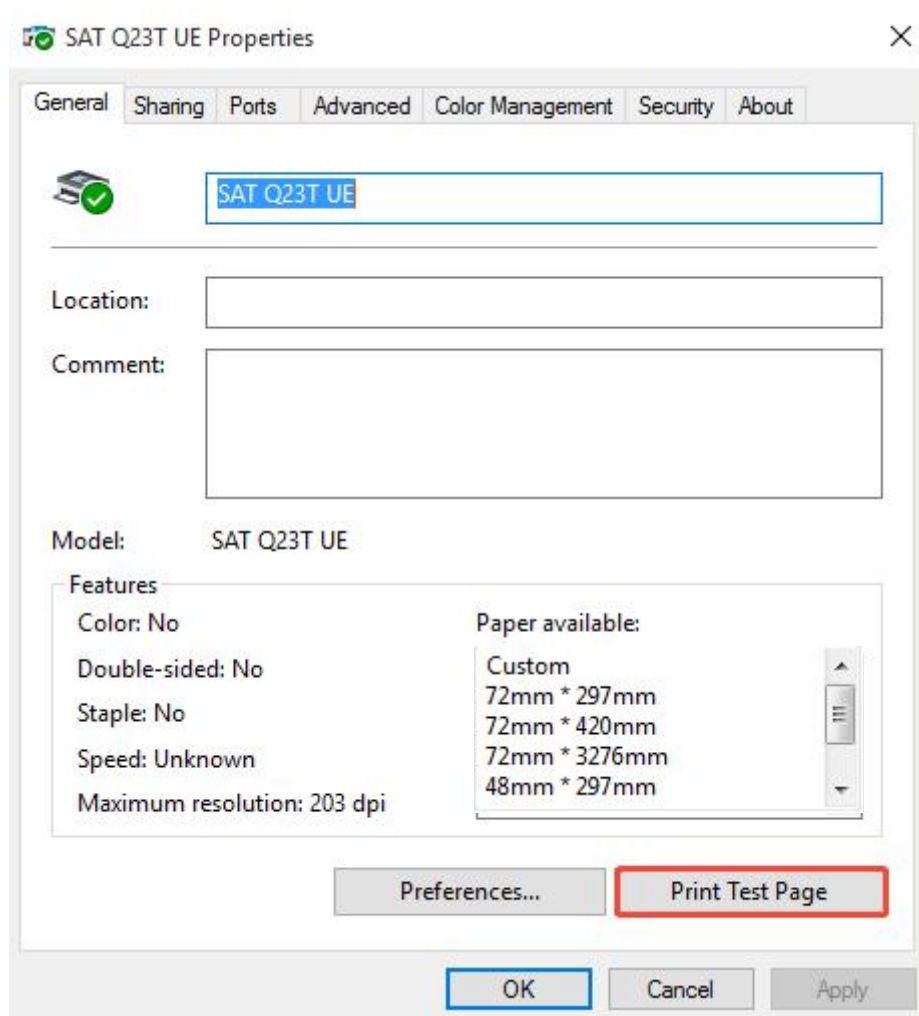 SAT Q23T UE Properties
General Sharing Ports Advanced Color Management Security About
SAT Q23T UE
Location:
Comment:
Model: SAT Q23T UE
Features
Color: No
Double-sided: No
Staple: No
Speed: Unknown
Maximum resolution: 203 dpi
Paper available:
Custom
72mm * 297mm
72mm * 420mm
72mm * 3276mm
48mm * 297mm
Preferences... Print Test Page
OK Cancel Apply